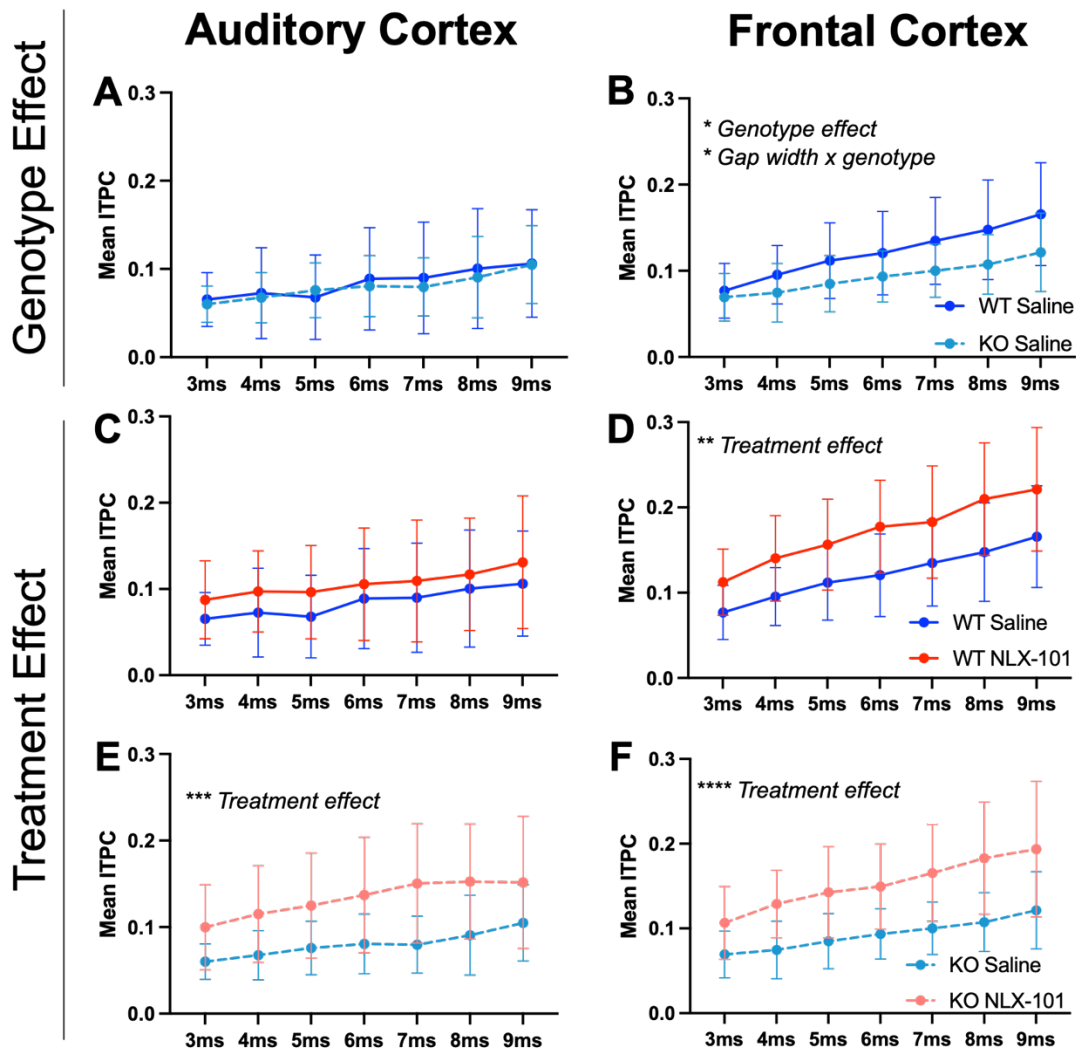 Auditory Cortex
Frontal Cortex
Genotype Effect
A
0.3
0.2
0.1
0.0
Mean ITPC
3ms 4ms 5ms 6ms 7ms 8ms 9ms
B
0.3
0.2
0.1
0.0
Mean ITPC
* Genotype effect
* Gap width x genotype
WT Saline
KO Saline
3ms 4ms 5ms 6ms 7ms 8ms 9ms
Treatment Effect
C
0.3
0.2
0.1
0.0
Mean ITPC
3ms 4ms 5ms 6ms 7ms 8ms 9ms
D
0.3
0.2
0.1
0.0
Mean ITPC
** Treatment effect
WT Saline
WT NLX-101
3ms 4ms 5ms 6ms 7ms 8ms 9ms
E
0.3
0.2
0.1
0.0
Mean ITPC
*** Treatment effect
3ms 4ms 5ms 6ms 7ms 8ms 9ms
F
0.3
0.2
0.1
0.0
Mean ITPC
**** Treatment effect
KO Saline
KO NLX-101
3ms 4ms 5ms 6ms 7ms 8ms 9ms